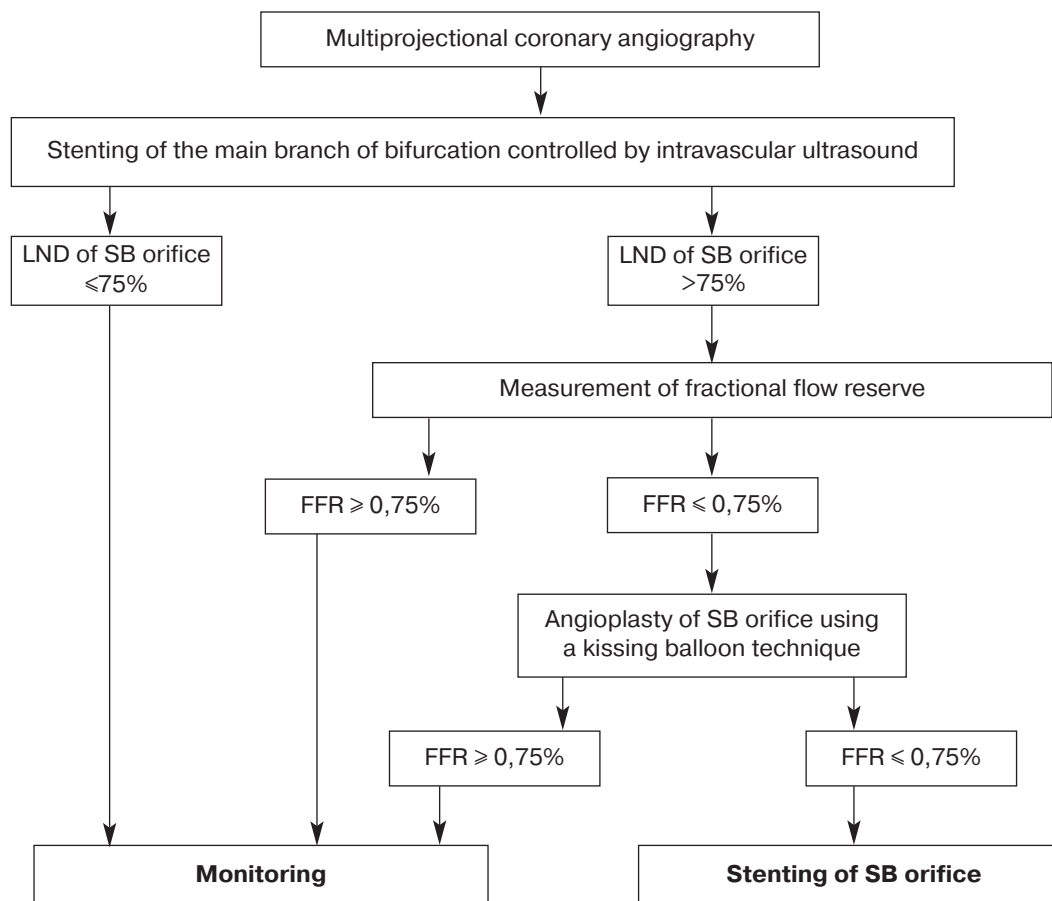 Multiprojectional coronary angiography
Stenting of the main branch of bifurcation controlled by intravascular ultrasound
LND of SB orifice
⩽75%
LND of SB orifice
>75%
Measurement of fractional flow reserve
FFR ⩾ 0,75%
FFR ⩽ 0,75%
Angioplasty of SB orifice using
a kissing balloon technique
FFR ⩾ 0,75%
FFR ⩽ 0,75%
Monitoring
Stenting of SB orifice